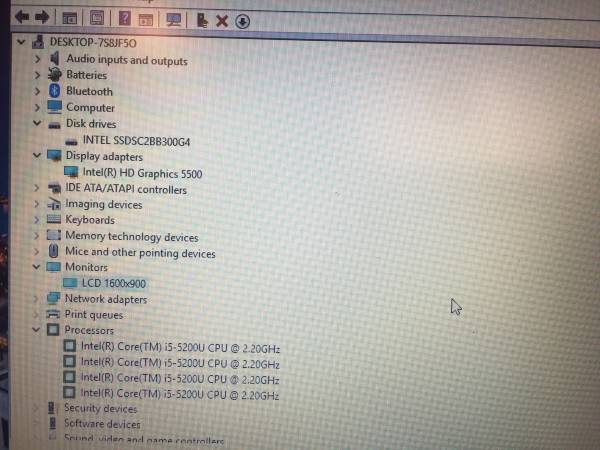 DESKTOP-7S8JF5O
Audio inputs and outputs
Batteries
Bluetooth
Computer
Disk drives
INTEL SSDSC2BB300G4
Display adapters
Intel(R) HD Graphics 5500
IDE ATA/ATAPI controllers
Imaging devices
Keyboards
Memory technology devices
Mice and other pointing devices
Monitors
LCD 1600x900
Network adapters
Print queues
Processors
Intel(R) Core(TM) i5-5200U CPU @ 2.20GHz
Intel(R) Core(TM) i5-5200U CPU @ 2.20GHz
Intel(R) Core(TM) i5-5200U CPU @ 2.20GHz
Intel(R) Core(TM) i5-5200U CPU @ 2.20GHz
Security devices
Software devices
Sound, video and game controllers